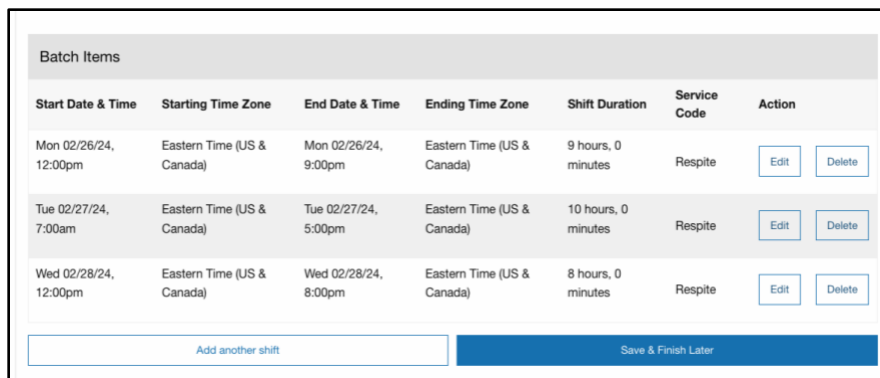 Batch Items
Start Date & Time Starting Time Zone End Date & Time Ending Time Zone Shift Duration Service Code Action
Mon 02/26/24, 12:00pm Eastern Time (US & Canada) Mon 02/26/24, 9:00pm Eastern Time (US & Canada) 9 hours, 0 minutes Respite Edit Delete
Tue 02/27/24, 7:00am Eastern Time (US & Canada) Tue 02/27/24, 5:00pm Eastern Time (US & Canada) 10 hours, 0 minutes Respite Edit Delete
Wed 02/28/24, 12:00pm Eastern Time (US & Canada) Wed 02/28/24, 8:00pm Eastern Time (US & Canada) 8 hours, 0 minutes Respite Edit Delete
Add another shift Save & Finish Later